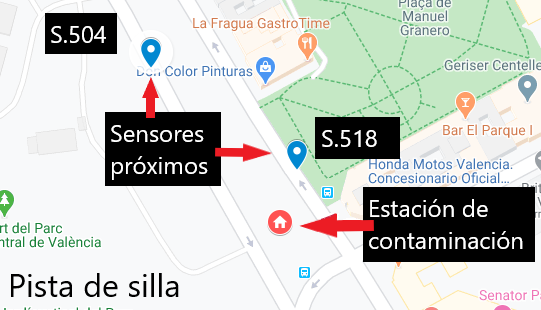 Plaça de
Manuel
Granero
S.504
La Fragua GastroTime
Don Color Pinturas
Geriser Centelle
Sensores
próximos
S.518
Bar El Parque I
Honda Motos Valencia.
Concesionario Oficial...
Estación de
contaminación
rt del Parc
entral de València
Pista de silla
Senator Pa